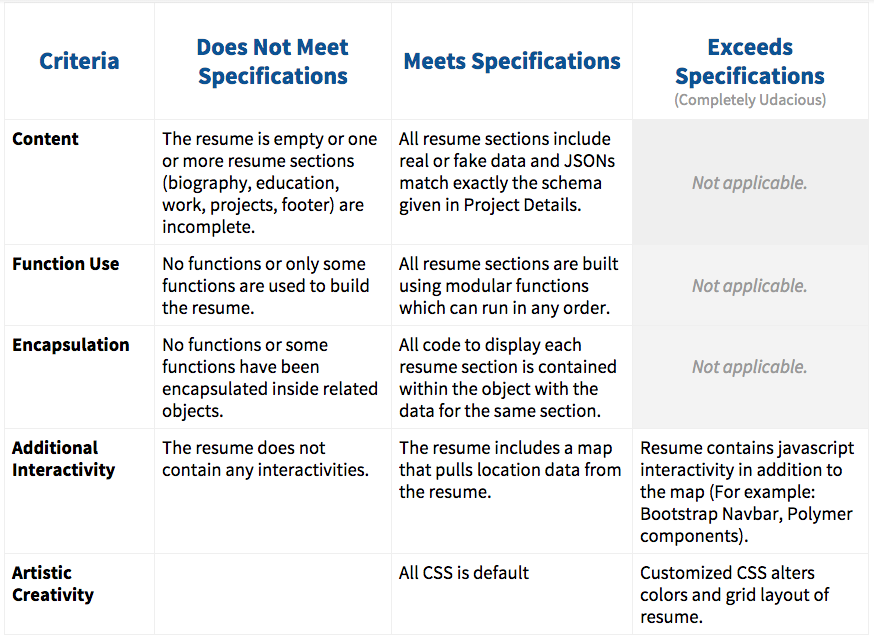 Criteria
Does Not Meet
Specifications
Meets Specifications
Exceeds
Specifications
(Completely Udacious)
Content
The resume is empty or one
or more resume sections
(biography, education,
work, projects, footer) are
incomplete.
All resume sections include
real or fake data and JSONs
match exactly the schema
given in Project Details.
Not applicable.
Function Use
No functions or only some
functions are used to build
the resume.
All resume sections are built
using modular functions
which can run in any order.
Not applicable.
Encapsulation
No functions or some
functions have been
encapsulated inside related
objects.
All code to display each
resume section is contained
within the object with the
data for the same section.
Not applicable.
Additional
Interactivity
The resume does not
contain any interactivities.
The resume includes a map
that pulls location data from
the resume.
Resume contains javascript
interactivity in addition to
the map (For example:
Bootstrap Navbar, Polymer
components).
Artistic
Creativity
All CSS is default
Customized CSS alters
colors and grid layout of
resume.